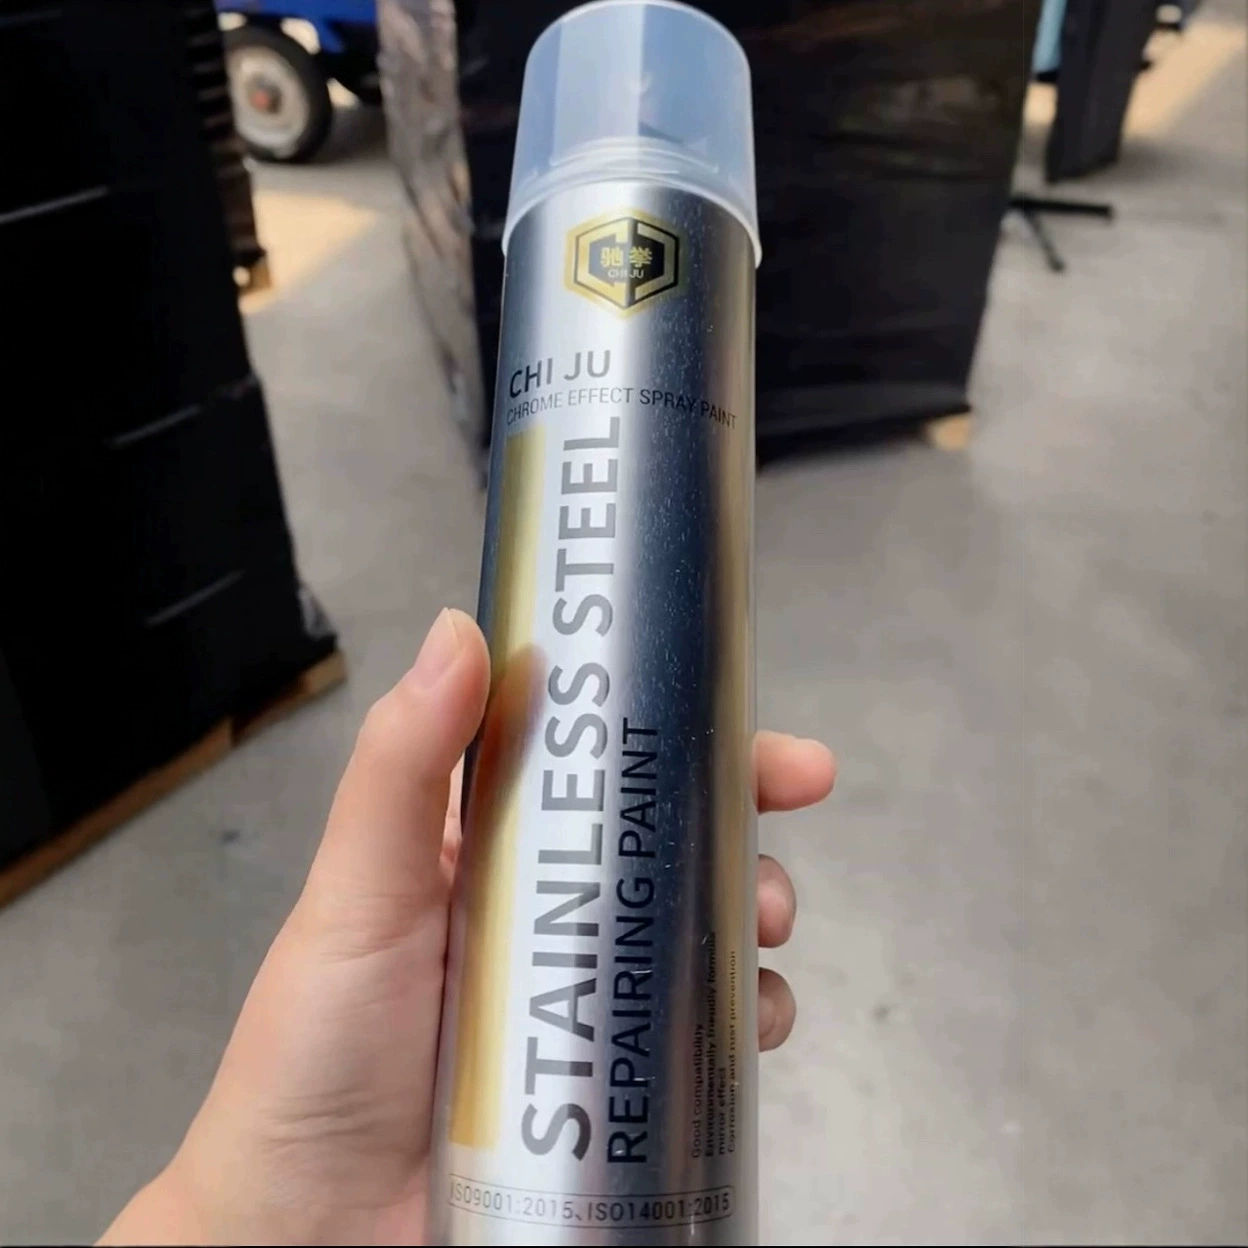 驰挙
CHI JU
CHI JU
CHROME EFFECT SPRAY PAINT
STAINLESS STEEL
REPAIRING PAINT
Good compatibility
Environmentally friendly formula
mirror effect
Corrosion and rust prevention
ISO9001:2015、ISO14001:2015